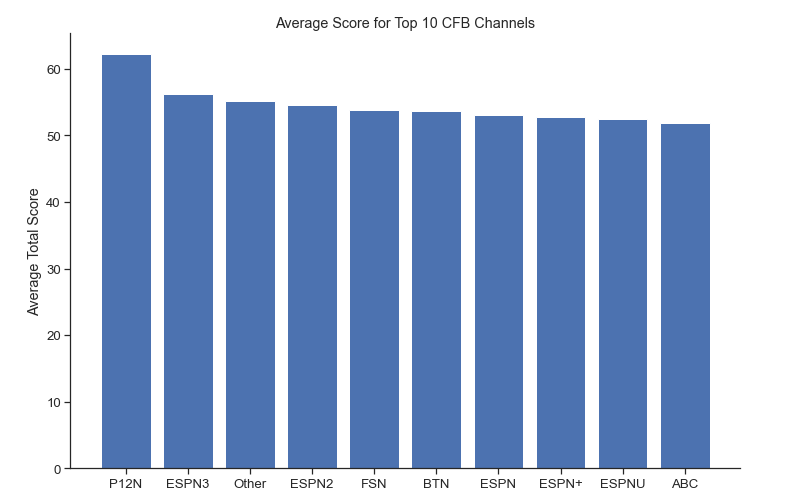 Average Score for Top 10 CFB Channels
Average Total Score
60
50
40
30
20
10
0
P12N ESPN3 Other ESPN2 FSN BTN ESPN ESPN+ ESPNU ABC